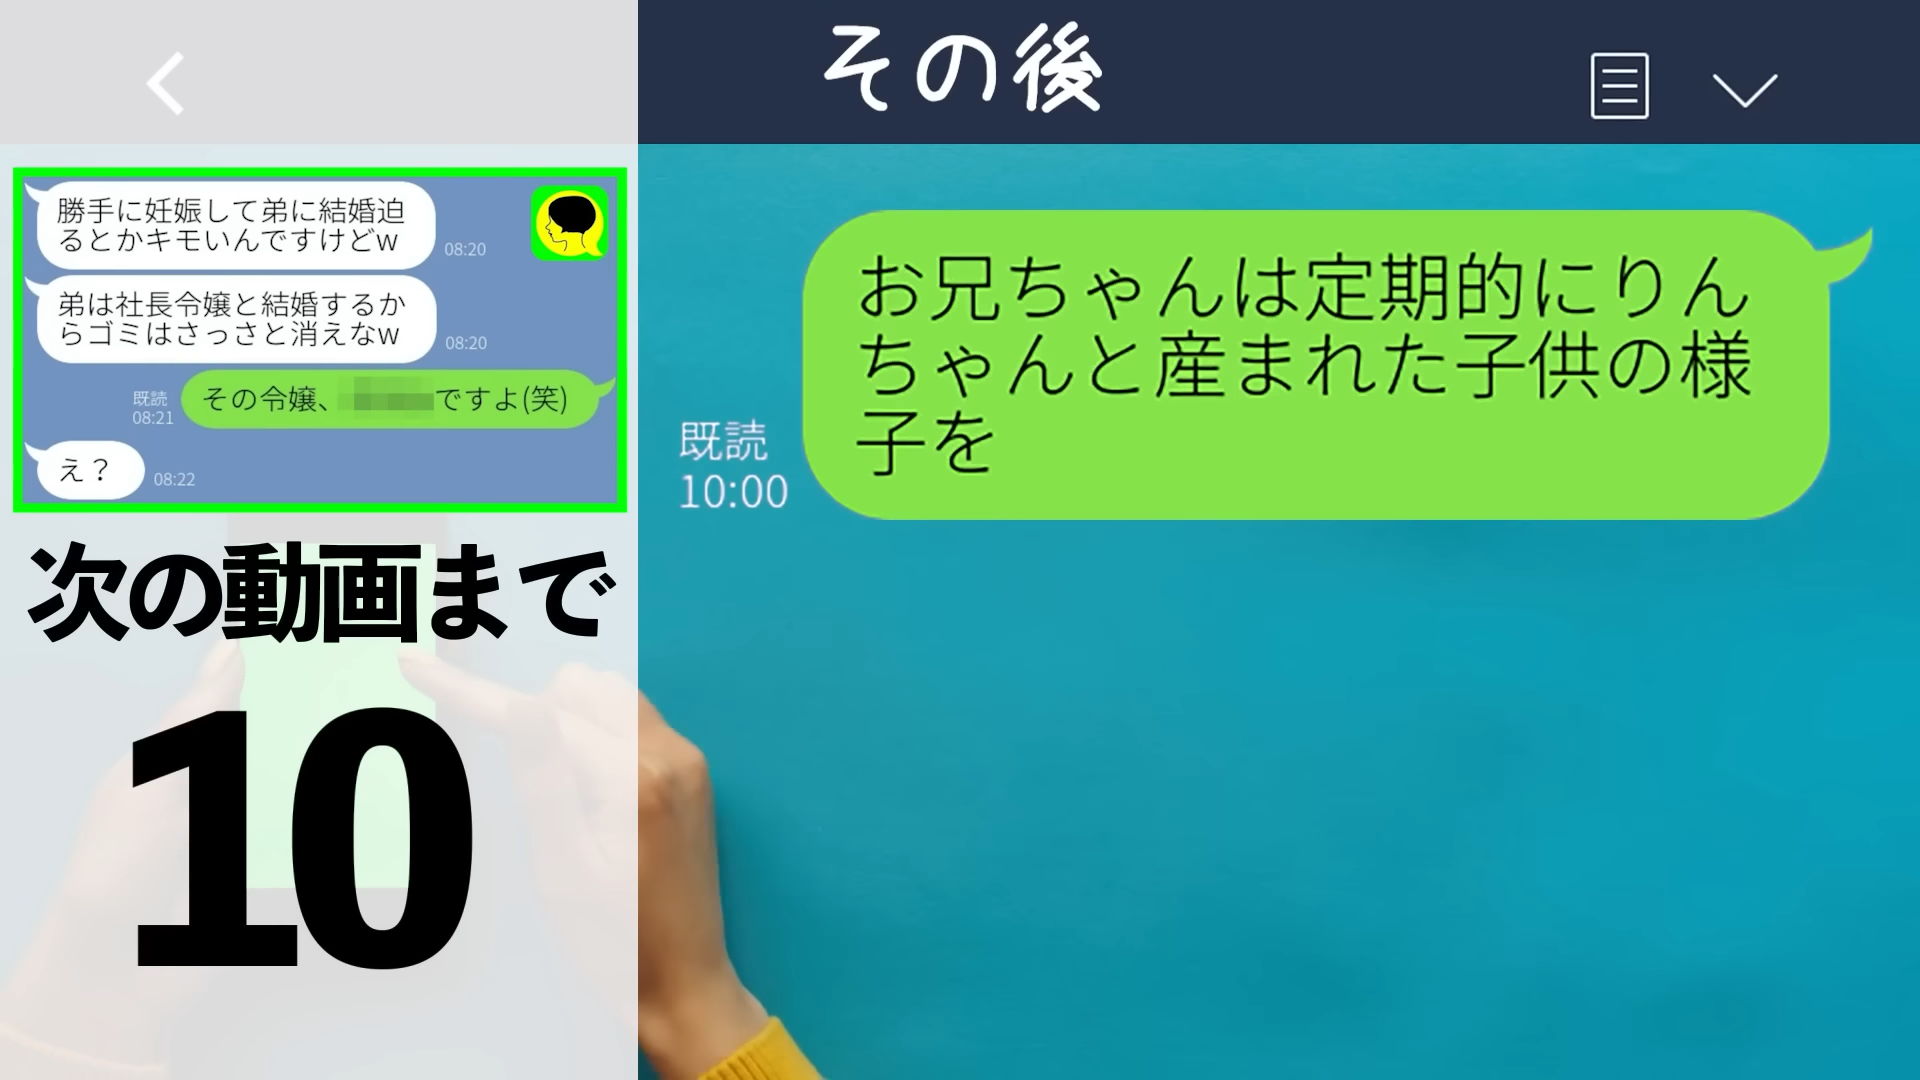 その後
勝手に妊娠して弟に結婚迫
るとかキモいんですけどw
08:20
弟は社長令嬢と結婚するか
らゴミはさっさと消えなw
08:20
既読
08:21
その令嬢、
ですよ(笑)
え？
08:22
次の動画まで
10
お兄ちゃんは定期的にりん
ちゃんと産まれた子供の様
子を
既読
10:00